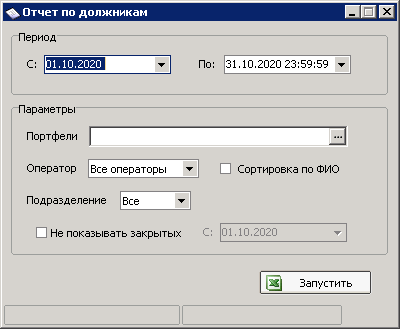 Отчет по должникам
Период
С: 01.10.2020 По: 31.10.2020 23:59:59
Параметры
Портфели ...
Оператор Все операторы Сортировка по ФИО
Подразделение Все
Не показывать закрытых С: 01.10.2020
Запустить